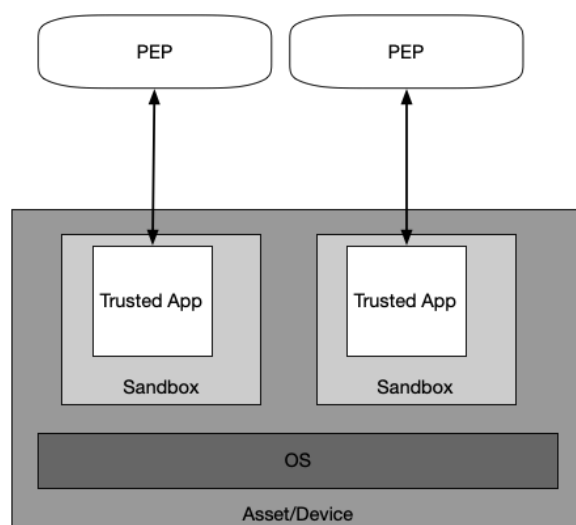 PEP
PEP
Trusted App
Trusted App
Sandbox
Sandbox
OS
Asset/Device